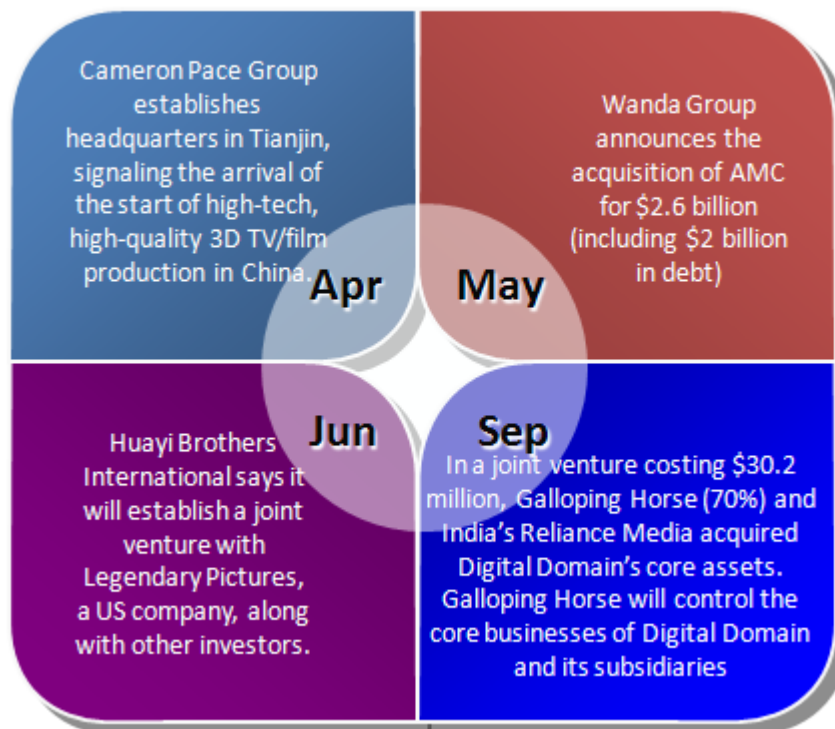 Cameron Pace Group
establishes
headquarters in Tianjin,
signaling the arrival of
the start of high-tech,
high-quality 3D TV/film
production in China.
Apr
Wanda Group
announces the
acquisition of AMC
for $2.6 billion
(including $2 billion
in debt)
May
Jun
Huayi Brothers
International says it
will establish a joint
venture with
Legendary Pictures,
a US company, along
with other investors.
Sep
In a joint venture costing $30.2
million, Galloping Horse (70%) and
India's Reliance Media acquired
Digital Domain's core assets.
Galloping Horse will control the
core businesses of Digital Domain
and its subsidiaries